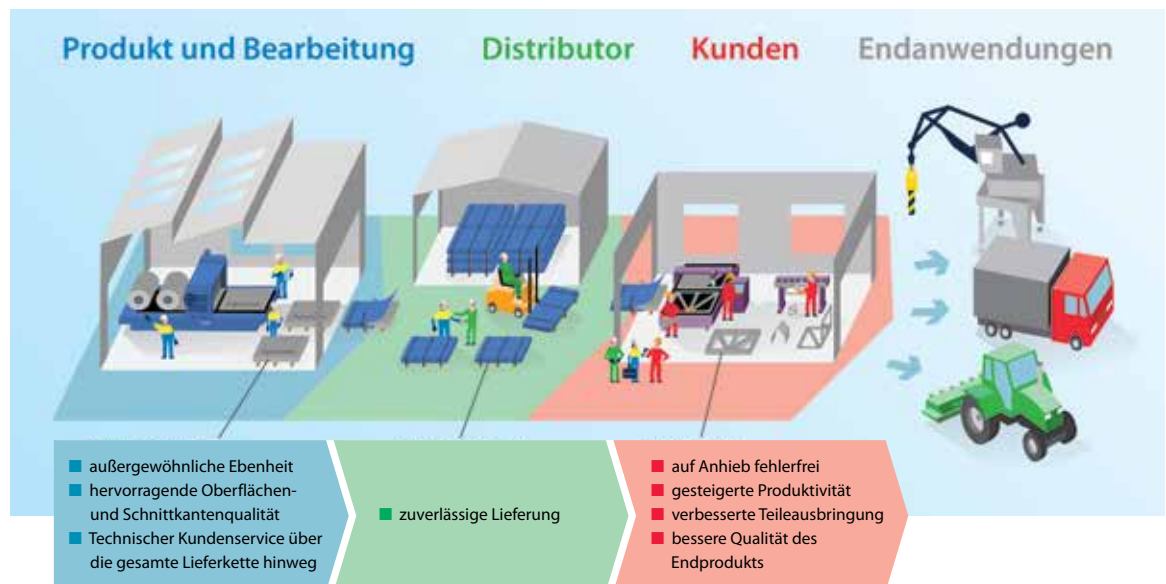 Produkt und Bearbeitung
Distributor
Kunden
Endanwendungen
■ außergewöhnliche Ebenheit
■ hervorragende Oberflächen-
und Schnittkantenqualität
■ Technischer Kundenservice über
die gesamte Lieferkette hinweg
■ zuverlässige Lieferung
■ auf Anhieb fehlerfrei
■ gesteigerte Produktivität
■ verbesserte Teileausbringung
■ bessere Qualität des
Endprodukts